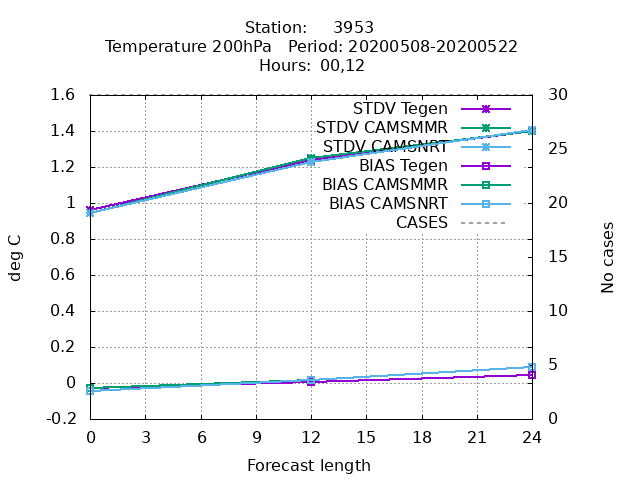 Station: 3953
Temperature 200hPa Period: 20200508-20200522
Hours: 00,12
1.6
1.4
1.2
1
0.8
0.6
0.4
0.2
0
-0.2
deg C
STDV Tegen
STDV CAMSMMR
STDV CAMSNRT
BIAS Tegen
BIAS CAMSMMR
BIAS CAMSNRT
CASES
30
25
20
15
10
5
0
No cases
0 3 6 9 12 15 18 21 24
Forecast length